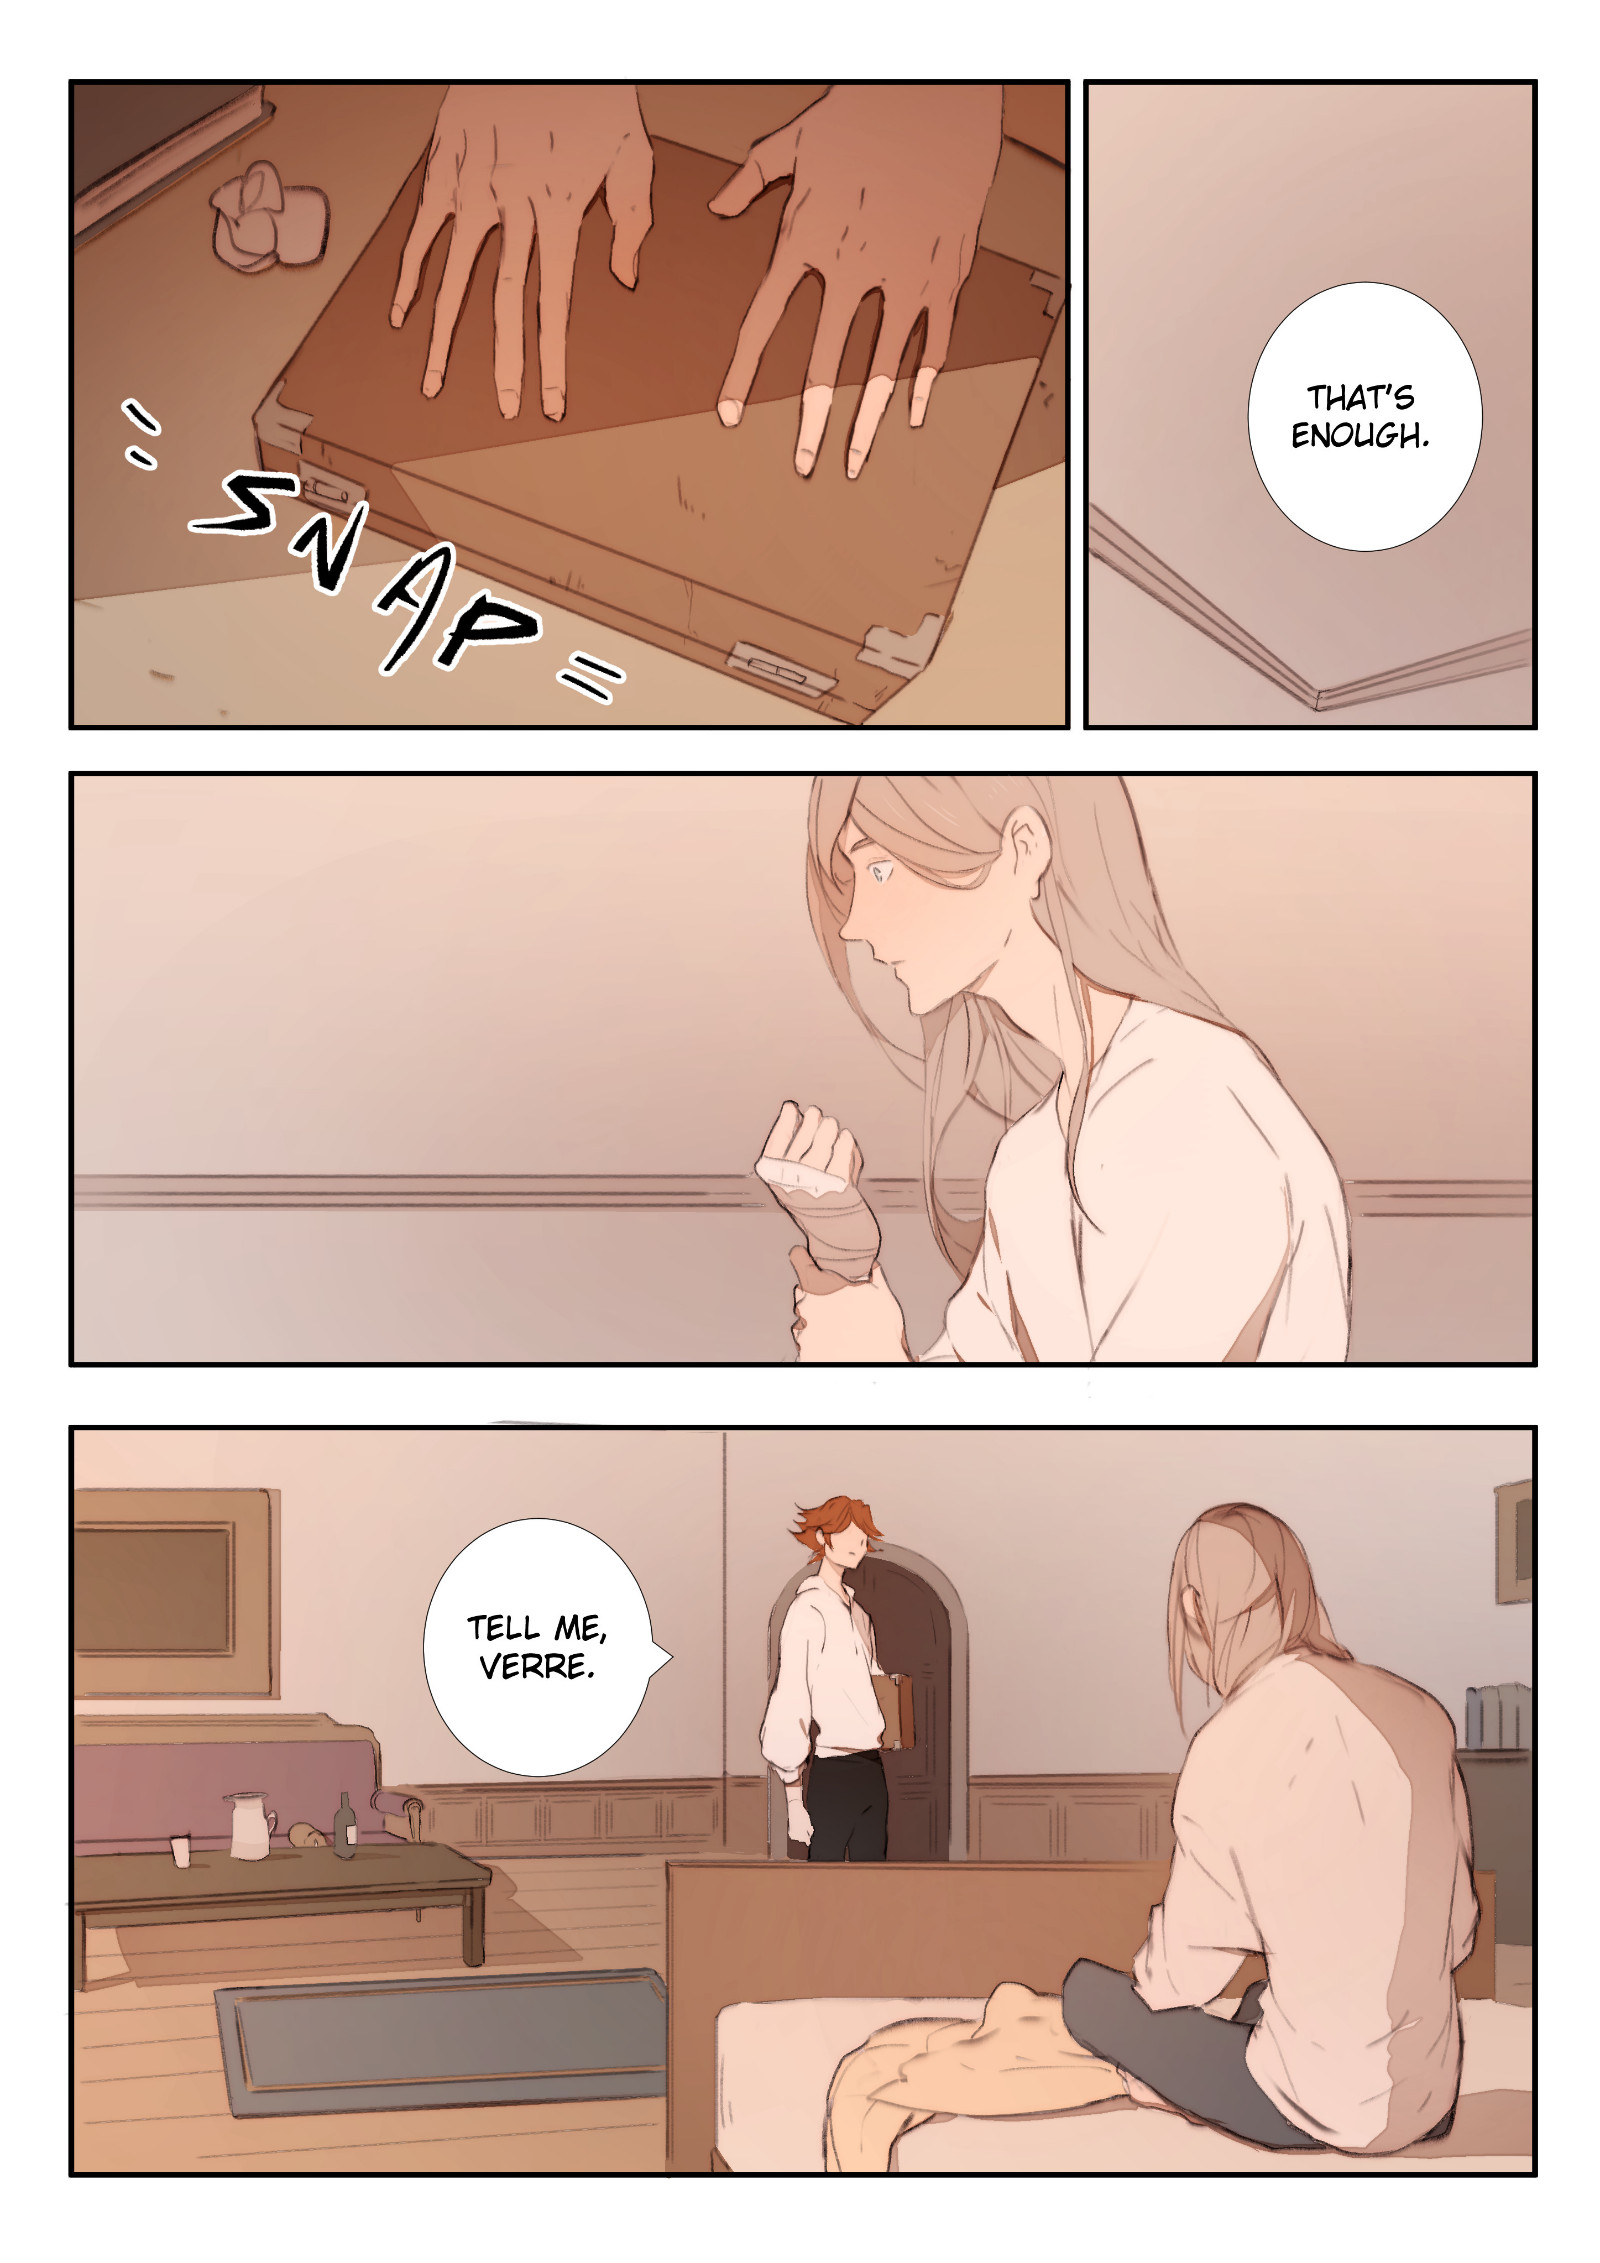 SNAP
THAT'S
ENOUGH.
TELL ME,
VERRE.